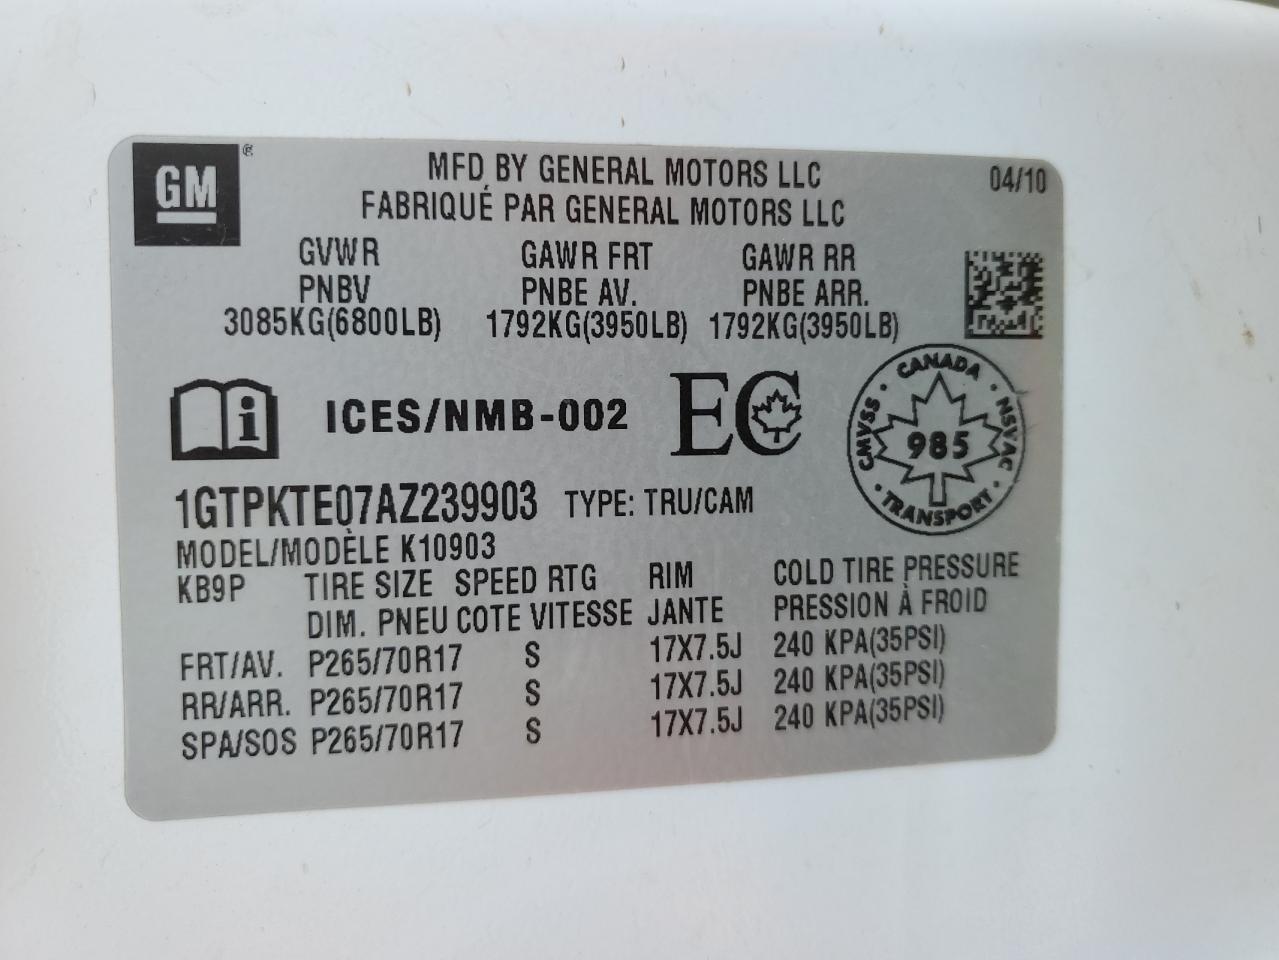 GM ®
MFD BY GENERAL MOTORS LLC
04/10
FABRIQUÉ PAR GENERAL MOTORS LLC
GVWR GAWR FRT GAWR RR
PNBV PNBE AV. PNBE ARR.
3085KG(6800LB) 1792KG(3950LB) 1792KG(3950LB)
i ICES/NMB-002 EC
CANADA
CMVSS 985 NSVAC
TRANSPORT
1GTPKTE07AZ239903 TYPE: TRU/CAM
MODEL/MODÈLE K10903
KB9P TIRE SIZE SPEED RTG RIM COLD TIRE PRESSURE
DIM. PNEU COTE VITESSE JANTE PRESSION À FROID
FRT/AV. P265/70R17 S 17X7.5J 240 KPA(35PSI)
RR/ARR. P265/70R17 S 17X7.5J 240 KPA(35PSI)
SPA/SOS P265/70R17 S 17X7.5J 240 KPA(35PSI)